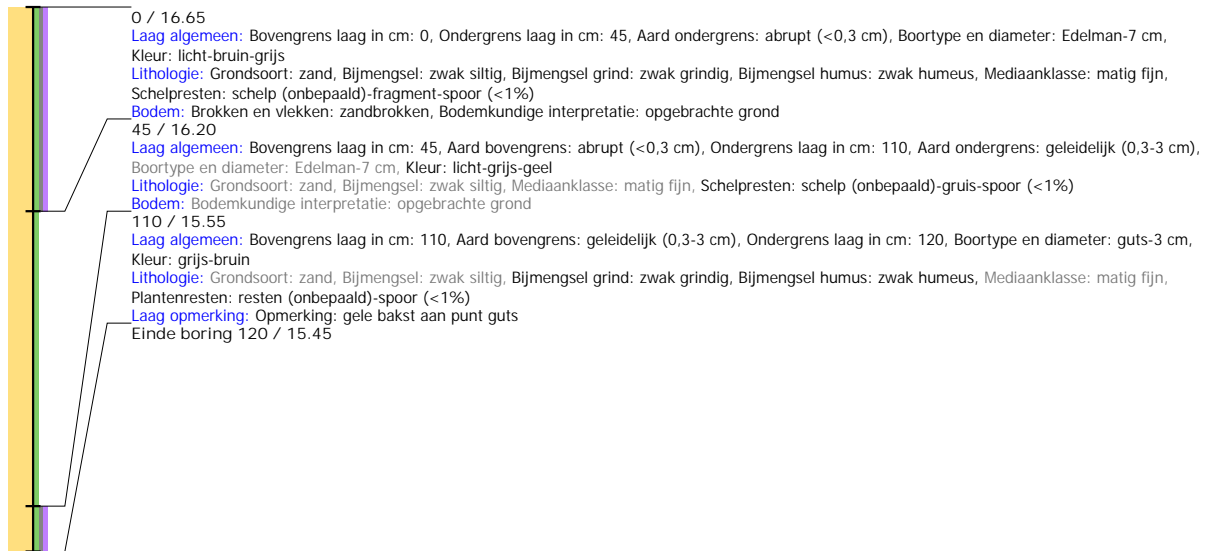 0 / 16.65
Laag algemeen: Bovengrens laag in cm: 0, Ondergrens laag in cm: 45, Aard ondergrens: abrupt (<0,3 cm), Boortype en diameter: Edelman-7 cm,
Kleur: licht-bruin-grijs
Lithologie: Grondsoort: zand, Bijmengsel: zwak siltig, Bijmengsel grind: zwak grindig, Bijmengsel humus: zwak humeus, Mediaanklasse: matig fijn,
Schelpresten: schelp (onbepaald)-fragment-spoor (<1%)
Bodem: Brokken en vlekken: zandbrokken, Bodemkundige interpretatie: opgebrachte grond
45 / 16.20
Laag algemeen: Bovengrens laag in cm: 45, Aard bovengrens: abrupt (<0,3 cm), Ondergrens laag in cm: 110, Aard ondergrens: geleidelijk (0,3-3 cm),
Boortype en diameter: Edelman-7 cm, Kleur: licht-grijs-geel
Lithologie: Grondsoort: zand, Bijmengsel: zwak siltig, Mediaanklasse: matig fijn, Schelpresten: schelp (onbepaald)-gruis-spoor (<1%)
Bodem: Bodemkundige interpretatie: opgebrachte grond
110 / 15.55
Laag algemeen: Bovengrens laag in cm: 110, Aard bovengrens: geleidelijk (0,3-3 cm), Ondergrens laag in cm: 120, Boortype en diameter: guts-3 cm,
Kleur: grijs-bruin
Lithologie: Grondsoort: zand, Bijmengsel: zwak siltig, Bijmengsel grind: zwak grindig, Bijmengsel humus: zwak humeus, Mediaanklasse: matig fijn,
Plantenresten: resten (onbepaald)-spoor (<1%)
Laag opmerking: Opmerking: gele bakst aan punt guts
Einde boring 120 / 15.45